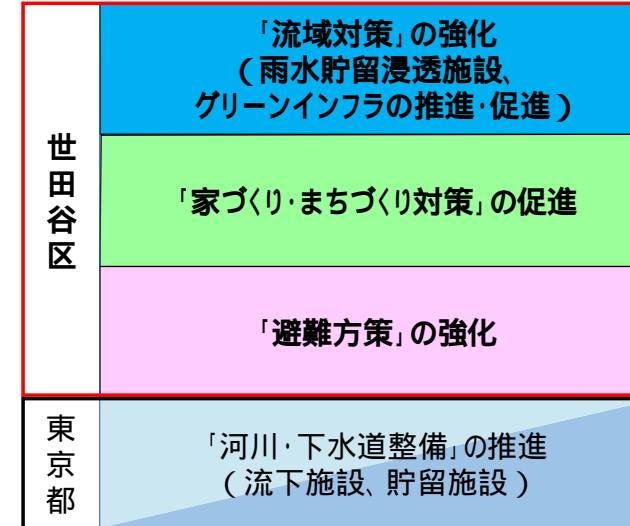 世田谷区
「流域対策」の強化
(雨水貯留浸透施設、
グリーンインフラの推進・促進)
「家づくり・まちづくり対策」の促進
「避難方策」の強化
東京都
「河川・下水道整備」の推進
(流下施設、貯留施設)